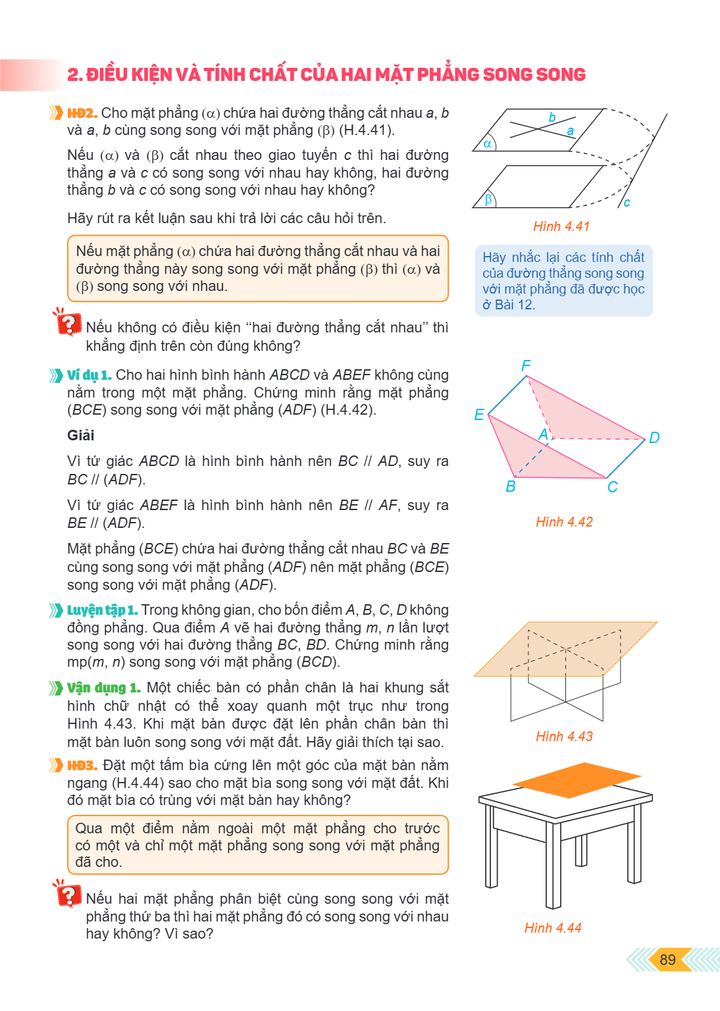 2. ĐIỀU KIỆN VÀ TÍNH CHẤT CỦA HAI MẶT PHẲNG SONG SONG
HĐ2. Cho mặt phẳng (α) chứa hai đường thẳng cắt nhau a, b
và a, b cùng song song với mặt phẳng (β) (H.4.41).
Nếu (α) và (β) cắt nhau theo giao tuyến c thì hai đường
thẳng a và c có song song với nhau hay không, hai đường
thẳng b và c có song song với nhau hay không?
Hãy rút ra kết luận sau khi trả lời các câu hỏi trên.
b
a
α
β
c
Hình 4.41
Nếu mặt phẳng (α) chứa hai đường thẳng cắt nhau và hai
đường thẳng này song song với mặt phẳng (β) thì (α) và
(β) song song với nhau.
Hãy nhắc lại các tính chất
của đường thẳng song song
với mặt phẳng đã được học
ở Bài 12.
?
Nếu không có điều kiện “hai đường thẳng cắt nhau” thì
khẳng định trên còn đúng không?
Ví dụ 1. Cho hai hình bình hành ABCD và ABEF không cùng
nằm trong một mặt phẳng. Chứng minh rằng mặt phẳng
(BCE) song song với mặt phẳng (ADF) (H.4.42).
Giải
Vì tứ giác ABCD là hình bình hành nên BC // AD, suy ra
BC // (ADF).
Vì tứ giác ABEF là hình bình hành nên BE // AF, suy ra
BE // (ADF).
Mặt phẳng (BCE) chứa hai đường thẳng cắt nhau BC và BE
cùng song song với mặt phẳng (ADF) nên mặt phẳng (BCE)
song song với mặt phẳng (ADF).
F
E
A
D
B
C
Hình 4.42
Luyện tập 1. Trong không gian, cho bốn điểm A, B, C, D không
đồng phẳng. Qua điểm A vẽ hai đường thẳng m, n lần lượt
song song với hai đường thẳng BC, BD. Chứng minh rằng
mp(m, n) song song với mặt phẳng (BCD).
Vận dụng 1. Một chiếc bàn có phần chân là hai khung sắt
hình chữ nhật có thể xoay quanh một trục như trong
Hình 4.43. Khi mặt bàn được đặt lên phần chân bàn thì
mặt bàn luôn song song với mặt đất. Hãy giải thích tại sao.
Hình 4.43
HĐ3. Đặt một tấm bìa cứng lên một góc của mặt bàn nằm
ngang (H.4.44) sao cho mặt bìa song song với mặt đất. Khi
đó mặt bìa có trùng với mặt bàn hay không?
Qua một điểm nằm ngoài một mặt phẳng cho trước
có một và chỉ một mặt phẳng song song với mặt phẳng
đã cho.
?
Nếu hai mặt phẳng phân biệt cùng song song với mặt
phẳng thứ ba thì hai mặt phẳng đó có song song với nhau
hay không? Vì sao?
Hình 4.44
89